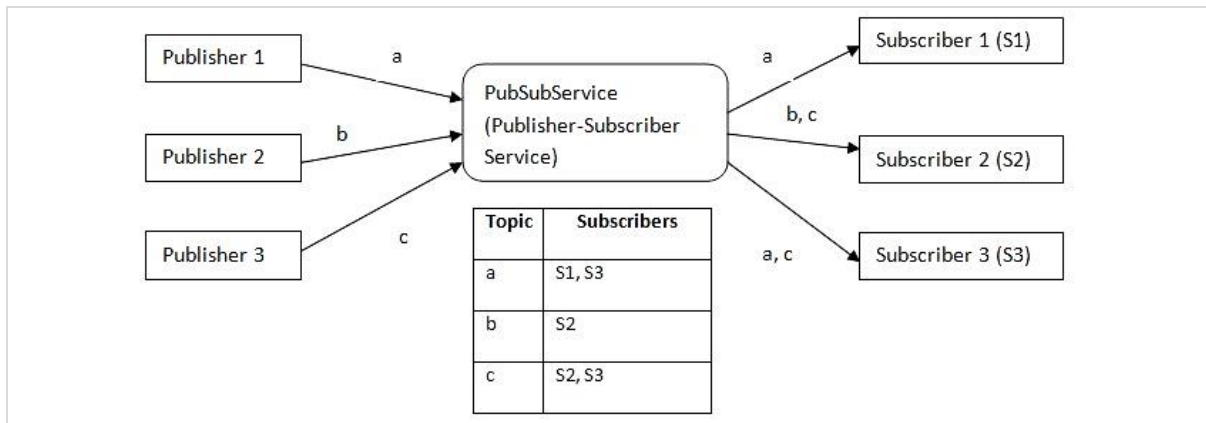 Publisher 1
a
Publisher 2
b
Publisher 3
c
PubSubService
(Publisher-Subscriber
Service)
a
Subscriber 1 (S1)
b, c
Subscriber 2 (S2)
a, c
Subscriber 3 (S3)
Topic Subscribers
a S1, S3
b S2
c S2, S3